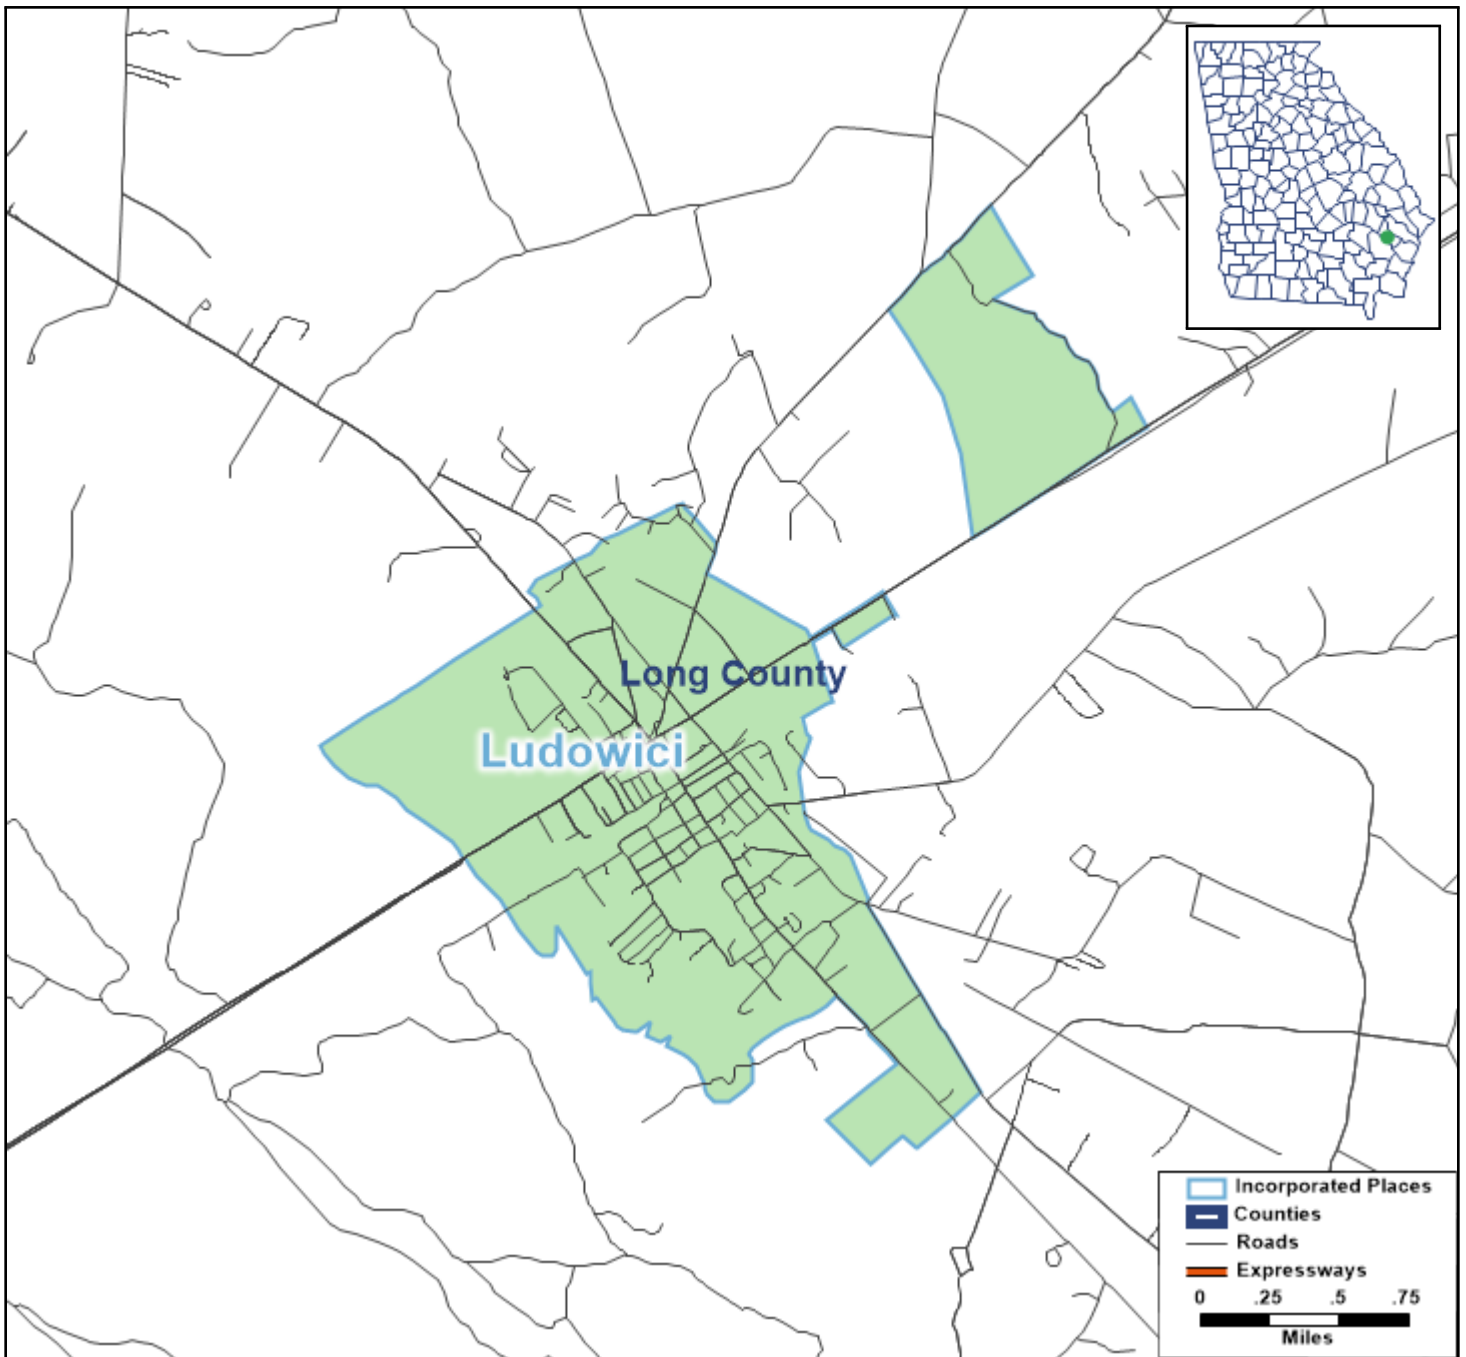 Long County
Ludowici
Incorporated Places
Counties
Roads
Expressways
0 .25 .5 .75
Miles